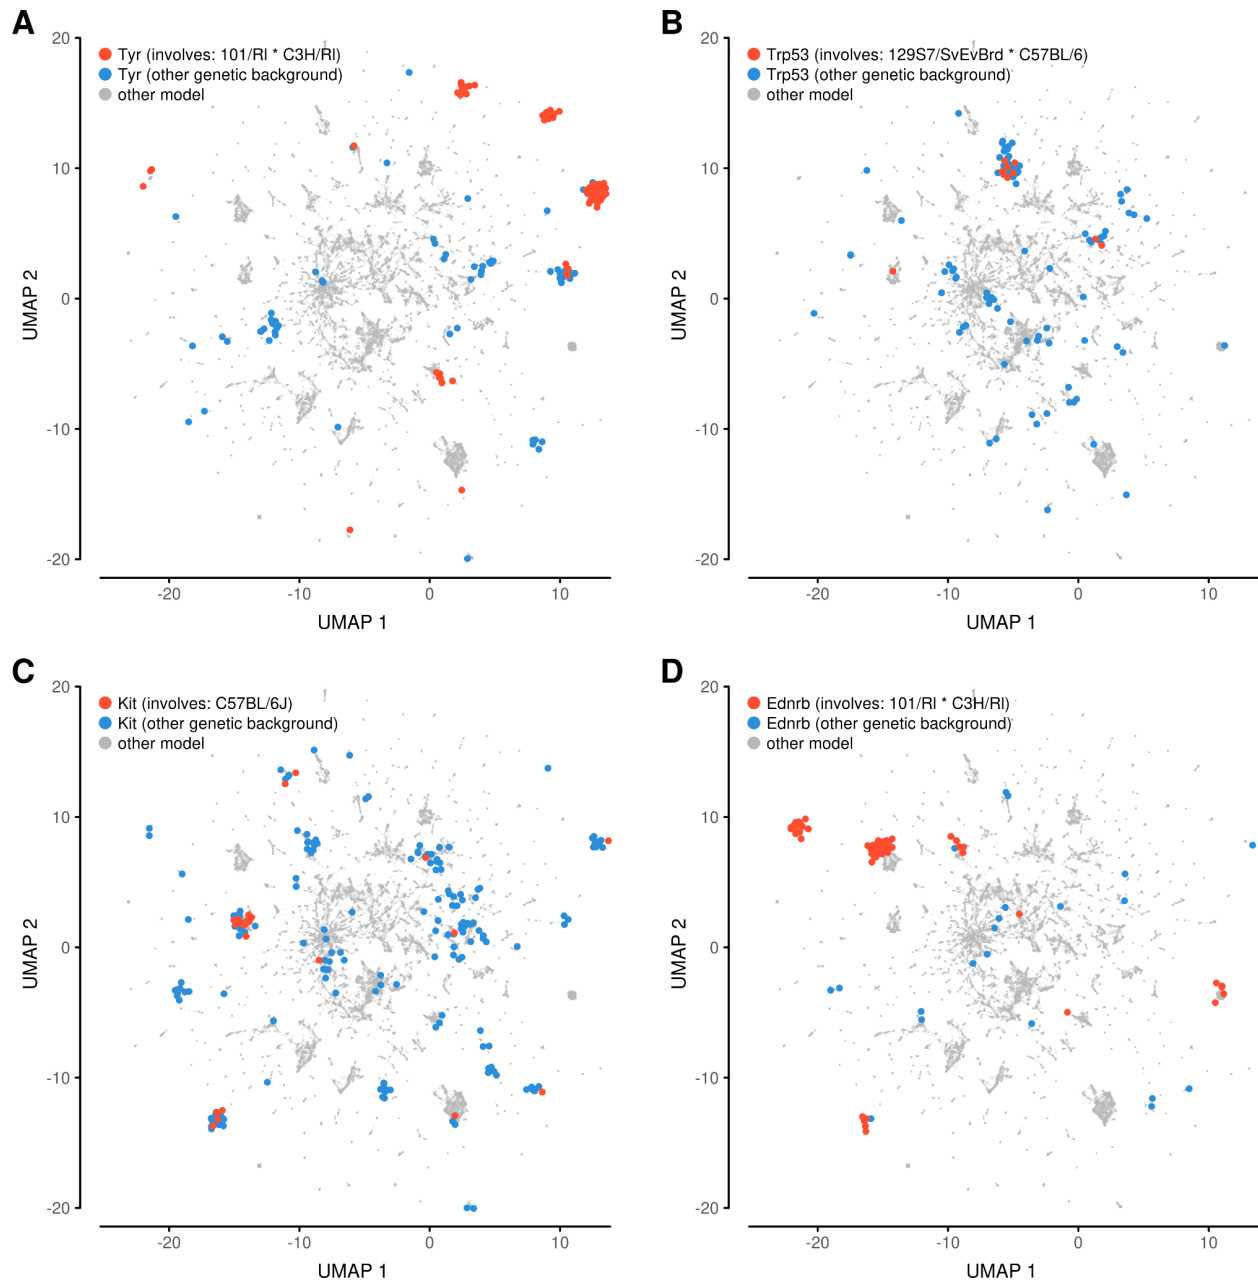 A
Tyr (involves: 101/Rl * C3H/Rl)
Tyr (other genetic background)
other model
20
10
0
-10
-20
UMAP 2
-20
-10
0
10
UMAP 1
B
Trp53 (involves: 129S7/SvEvBrd * C57BL/6)
Trp53 (other genetic background)
other model
20
10
0
-10
-20
UMAP 2
-20
-10
0
10
UMAP 1
C
Kit (involves: C57BL/6J)
Kit (other genetic background)
other model
20
10
0
-10
-20
UMAP 2
-20
-10
0
10
UMAP 1
D
Ednrb (involves: 101/Rl * C3H/Rl)
Ednrb (other genetic background)
other model
20
10
0
-10
-20
UMAP 2
-20
-10
0
10
UMAP 1